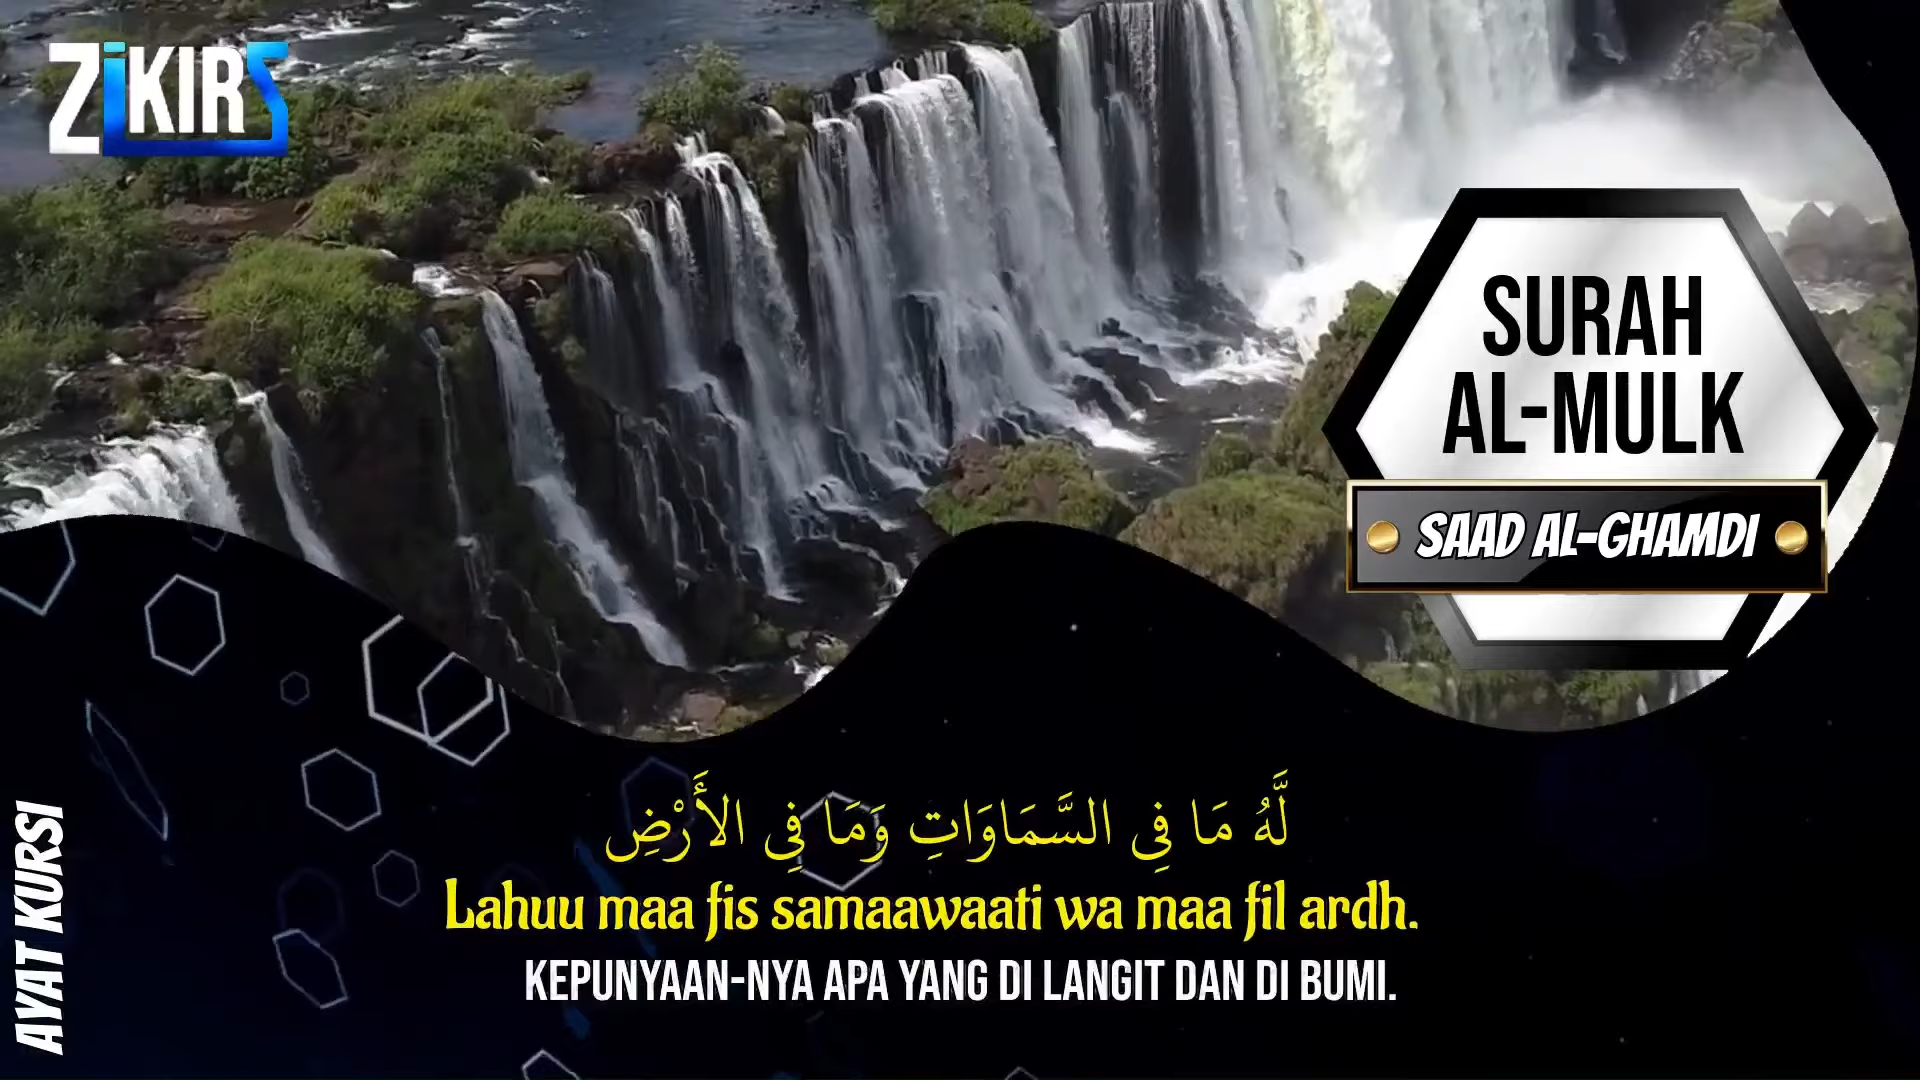 ZiKIR
SURAH
AL-MULK
SAAD AL-GHAMDI
لَّهُ مَا فِي السَّمَاوَاتِ وَمَا فِي الأَرْضِ
Lahuu maa fis samaawaati wa maa fil ardh.
KEPUNYAAN-NYA APA YANG DI LANGIT DAN DI BUMI.
AYAT KURSI